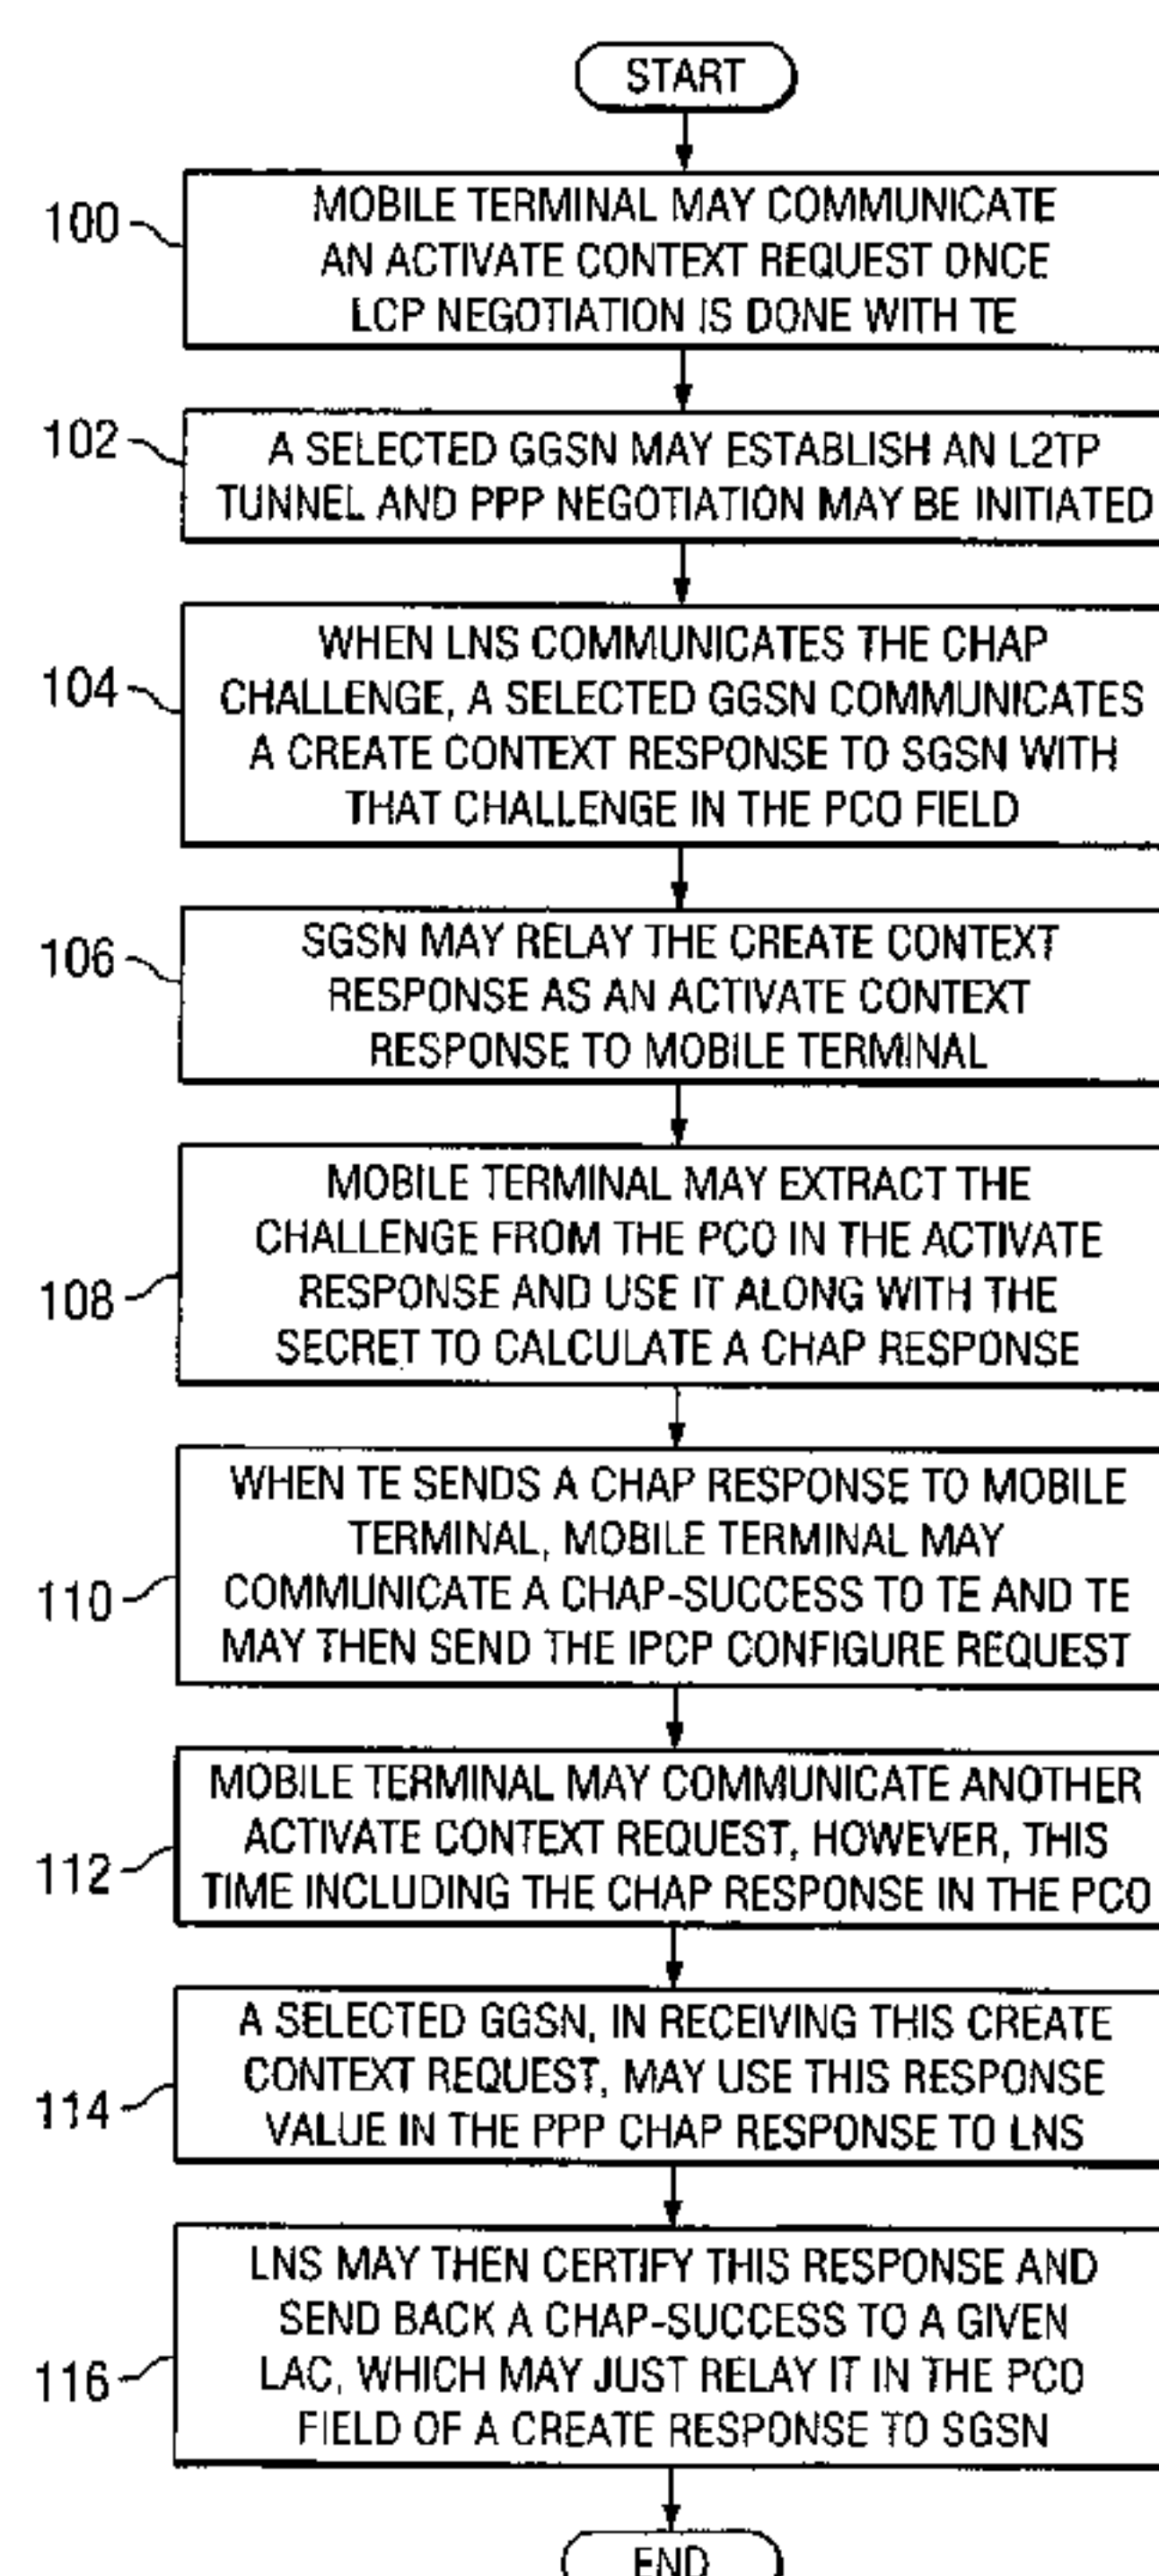 START
100
MOBILE TERMINAL MAY COMMUNICATE
AN ACTIVATE CONTEXT REQUEST ONCE
LCP NEGOTIATION IS DONE WITH TE
102
A SELECTED GGSN MAY ESTABLISH AN L2TP
TUNNEL AND PPP NEGOTIATION MAY BE INITIATED
104
WHEN LNS COMMUNICATES THE CHAP
CHALLENGE, A SELECTED GGSN COMMUNICATES
A CREATE CONTEXT RESPONSE TO SGSN WITH
THAT CHALLENGE IN THE PCO FIELD
106
SGSN MAY RELAY THE CREATE CONTEXT
RESPONSE AS AN ACTIVATE CONTEXT
RESPONSE TO MOBILE TERMINAL
108
MOBILE TERMINAL MAY EXTRACT THE
CHALLENGE FROM THE PCO IN THE ACTIVATE
RESPONSE AND USE IT ALONG WITH THE
SECRET TO CALCULATE A CHAP RESPONSE
110
WHEN TE SENDS A CHAP RESPONSE TO MOBILE
TERMINAL, MOBILE TERMINAL MAY
COMMUNICATE A CHAP-SUCCESS TO TE AND TE
MAY THEN SEND THE IPCP CONFIGURE REQUEST
112
MOBILE TERMINAL MAY COMMUNICATE ANOTHER
ACTIVATE CONTEXT REQUEST, HOWEVER, THIS
TIME INCLUDING THE CHAP RESPONSE IN THE PCO
114
A SELECTED GGSN, IN RECEIVING THIS CREATE
CONTEXT REQUEST, MAY USE THIS RESPONSE
VALUE IN THE PPP CHAP RESPONSE TO LNS
116
LNS MAY THEN CERTIFY THIS RESPONSE AND
SEND BACK A CHAP-SUCCESS TO A GIVEN
LAC, WHICH MAY JUST RELAY IT IN THE PCO
FIELD OF A CREATE RESPONSE TO SGSN
END